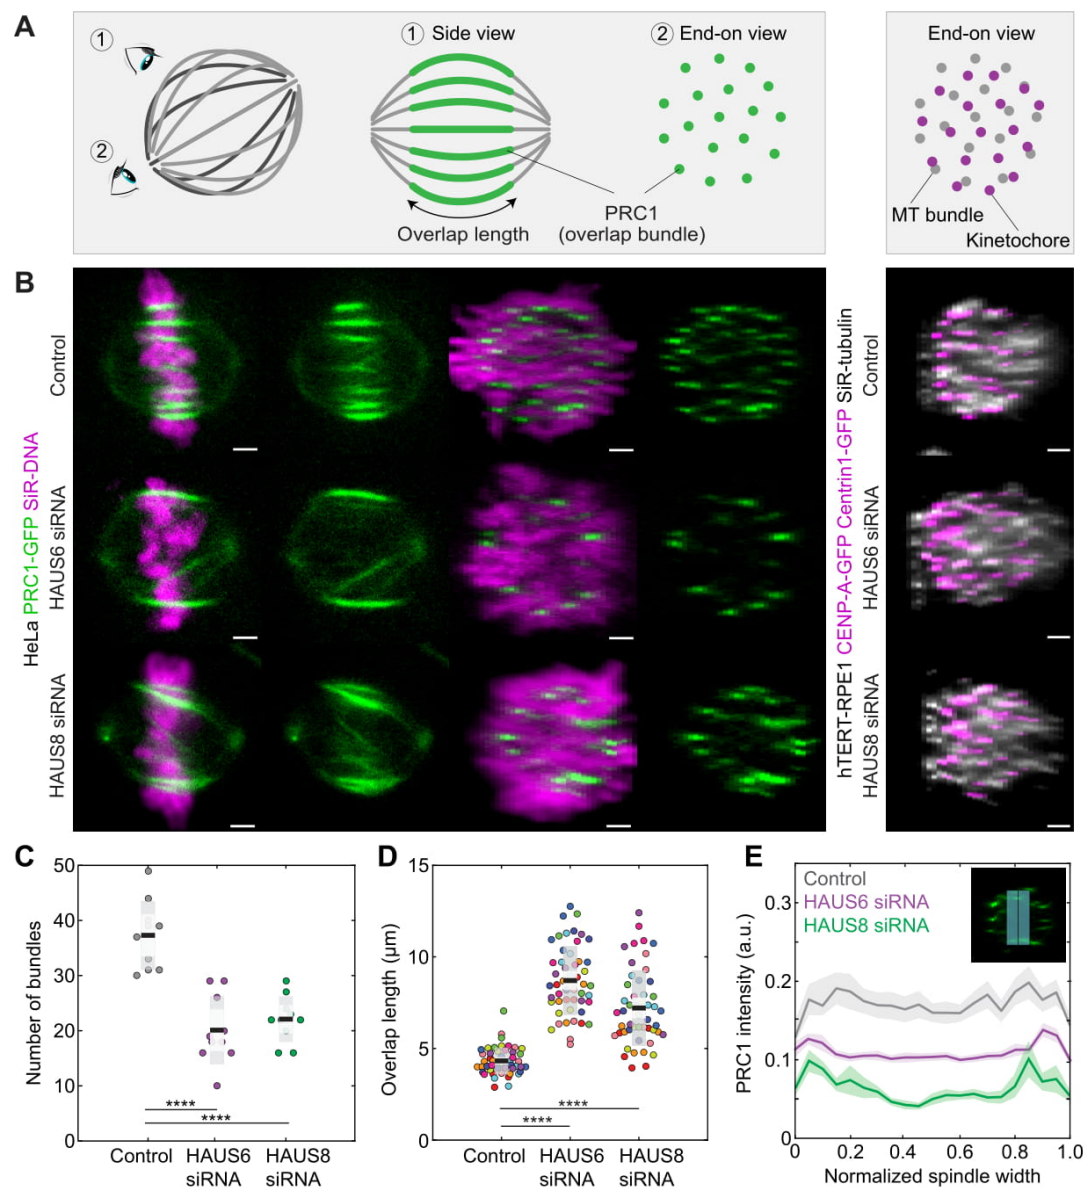 A
1
2
1 Side view
2 End-on view
PRC1
(overlap bundle)
Overlap length
End-on view
MT bundle
Kinetochore
B
HeLa PRC1-GFP SiR-DNA
Control
HAUS6 siRNA
HAUS8 siRNA
hTERT-RPE1 CENP-A-GFP Centrin1-GFP SiR-tubulin
Control
HAUS6 siRNA
HAUS8 siRNA
C
Number of bundles
50
40
30
20
10
0
****
****
Control
HAUS6
siRNA
HAUS8
siRNA
D
Overlap length (µm)
15
10
5
0
****
****
Control
HAUS6
siRNA
HAUS8
siRNA
E
PRC1 intensity (a.u.)
0.3
0.2
0.1
0
Control
HAUS6 siRNA
HAUS8 siRNA
0
0.2
0.4
0.6
0.8
1.0
Normalized spindle width